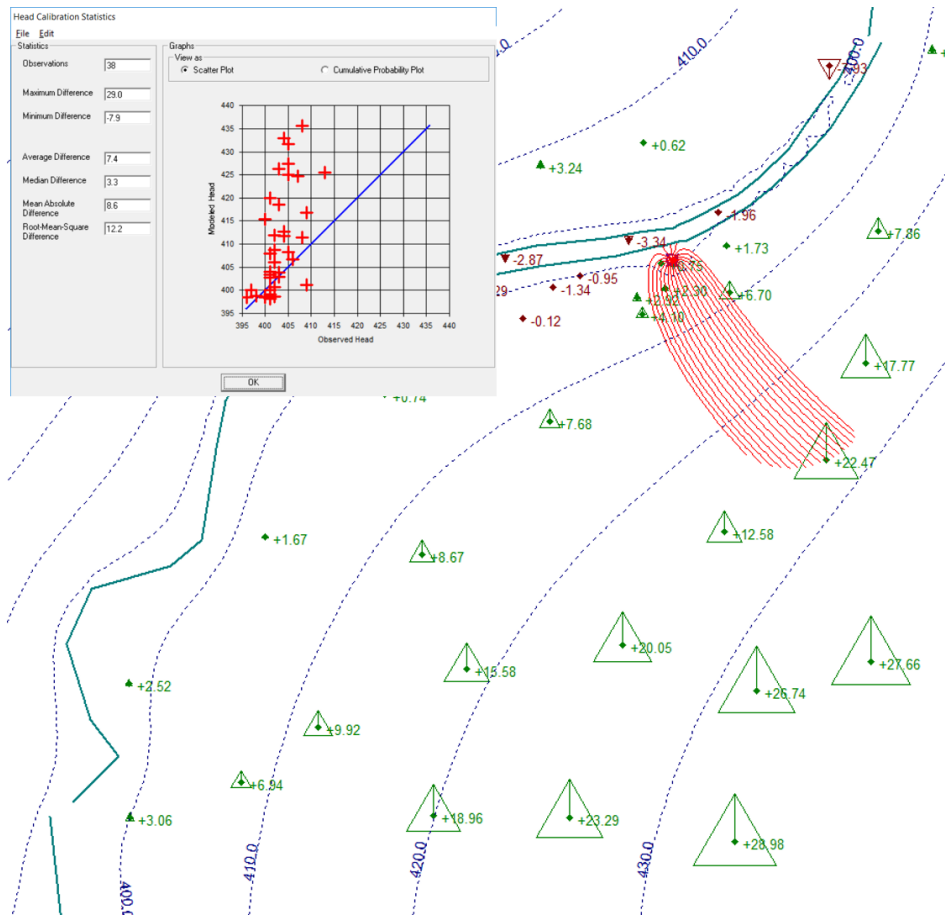 Head Calibration Statistics
File Edit
Statistics
Observations 38
Maximum Difference 29.0
Minimum Difference -7.9
Average Difference 7.4
Median Difference 3.3
Mean Absolute
Difference 8.6
Root-Mean-Square
Difference 12.2
Graphs
View as
Scatter Plot Cumulative Probability Plot
440
435
430
425
420
415
410
405
400
395
Modeled Head
395 400 405 410 415 420 425 430 435 440
Observed Head
OK
410.0
400.0
+0.62
+3.24
-1.96
+7.86
-3.34
+1.73
-2.87
-0.95
+2.30
+6.70
-1.34
+4.10
-0.12
+17.77
+0.74
+7.68
+22.47
+12.58
+1.67
+8.67
+20.05
+15.58
+27.66
+26.74
+2.52
+9.92
+6.94
+3.06
+18.96
+23.29
+28.98
410.0
420.0
430.0
400.0